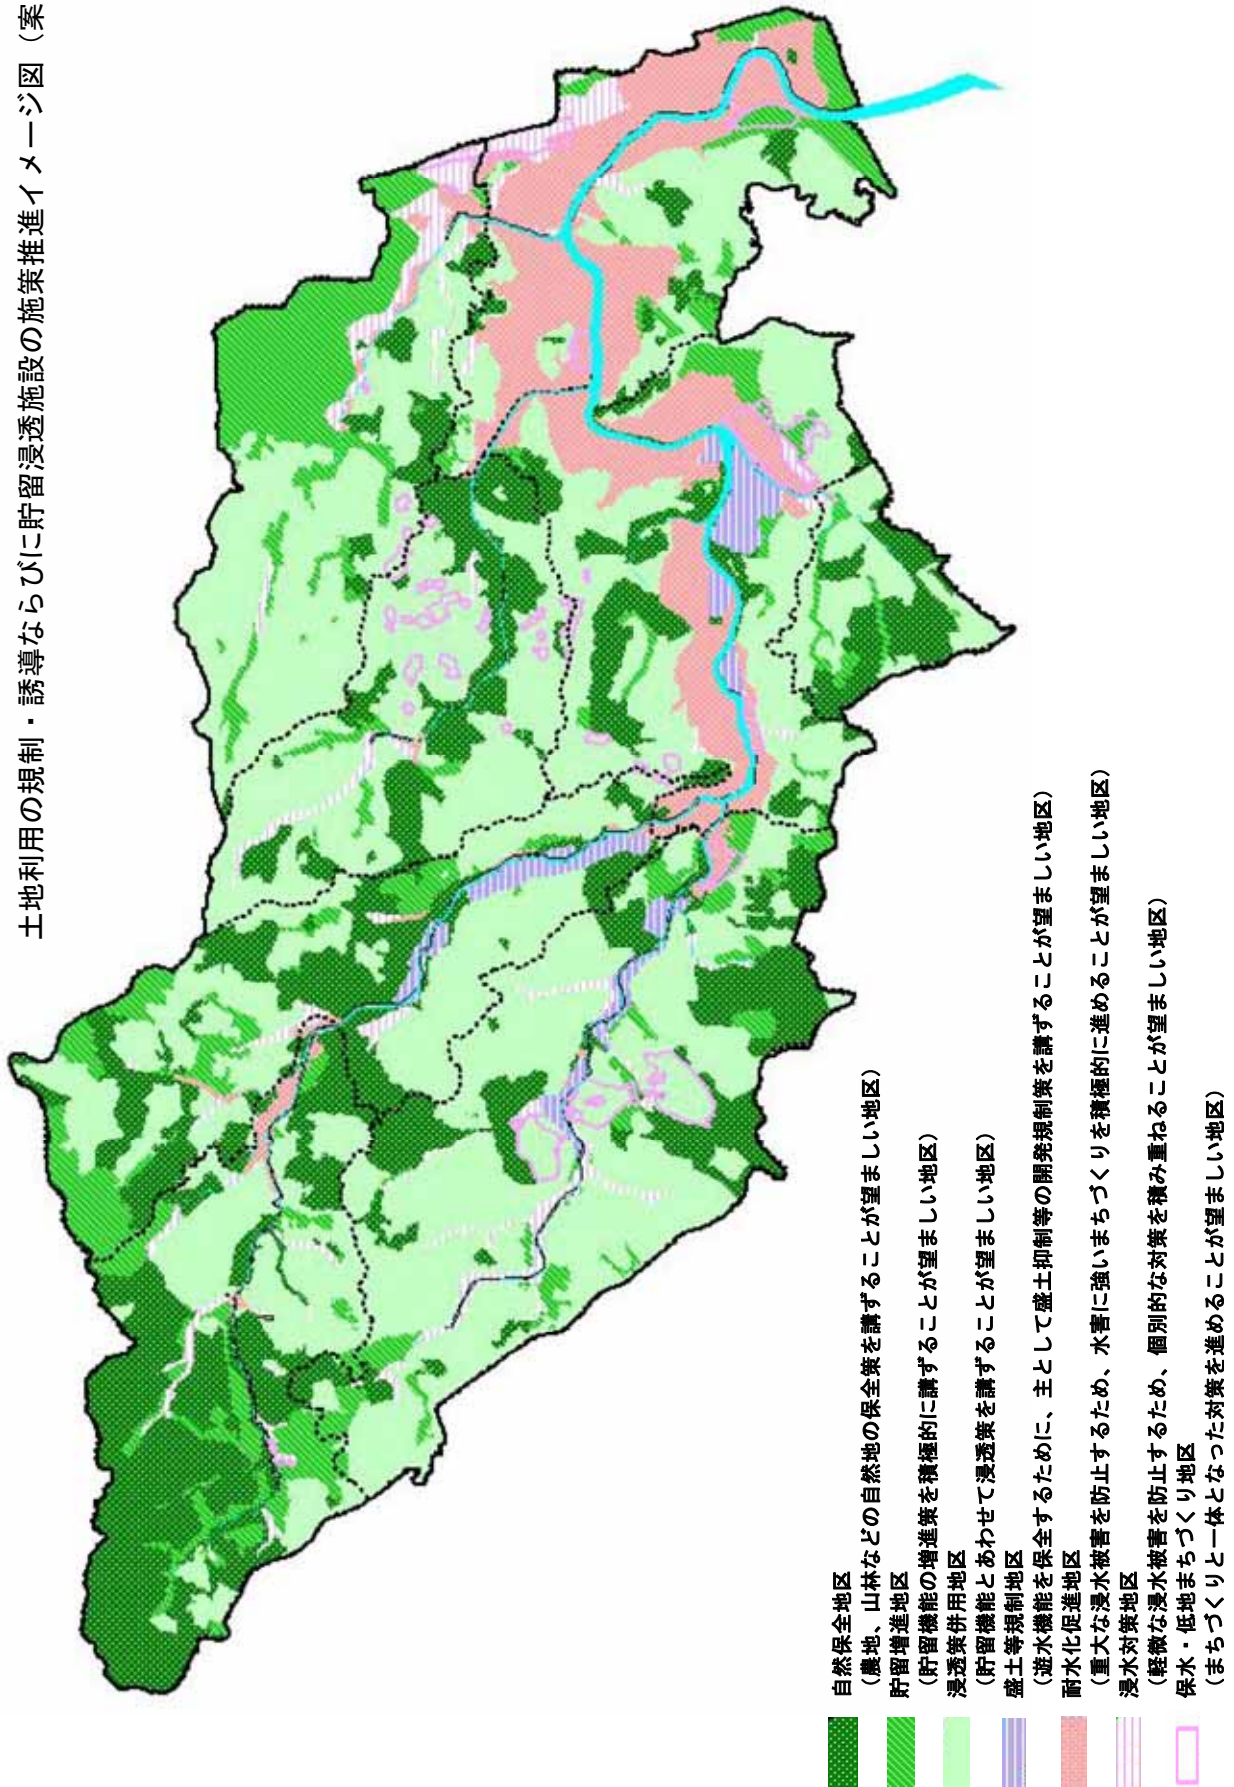 土地利用の規制・誘導ならびに貯留浸透施設の施策推進イメージ図（案
自然保全地区
（農地、山林などの自然地の保全策を講ずることが望ましい地区）
貯留増進地区
（貯留機能の増進策を積極的に講ずることが望ましい地区）
浸透策併用地区
（貯留機能とあわせて浸透策を講ずることが望ましい地区）
盛土等規制地区
（遊水機能を保全するために、主として盛土抑制等の開発規制策を講ずることが望ましい地区）
耐水化促進地区
（重大な浸水被害を防止するため、水害に強いまちづくりを積極的に進めることが望ましい地区）
浸水対策地区
（軽微な浸水被害を防止するため、個別的な対策を積み重ねることが望ましい地区）
保水・低地まちづくり地区
（まちづくりと一体となった対策を進めることが望ましい地区）